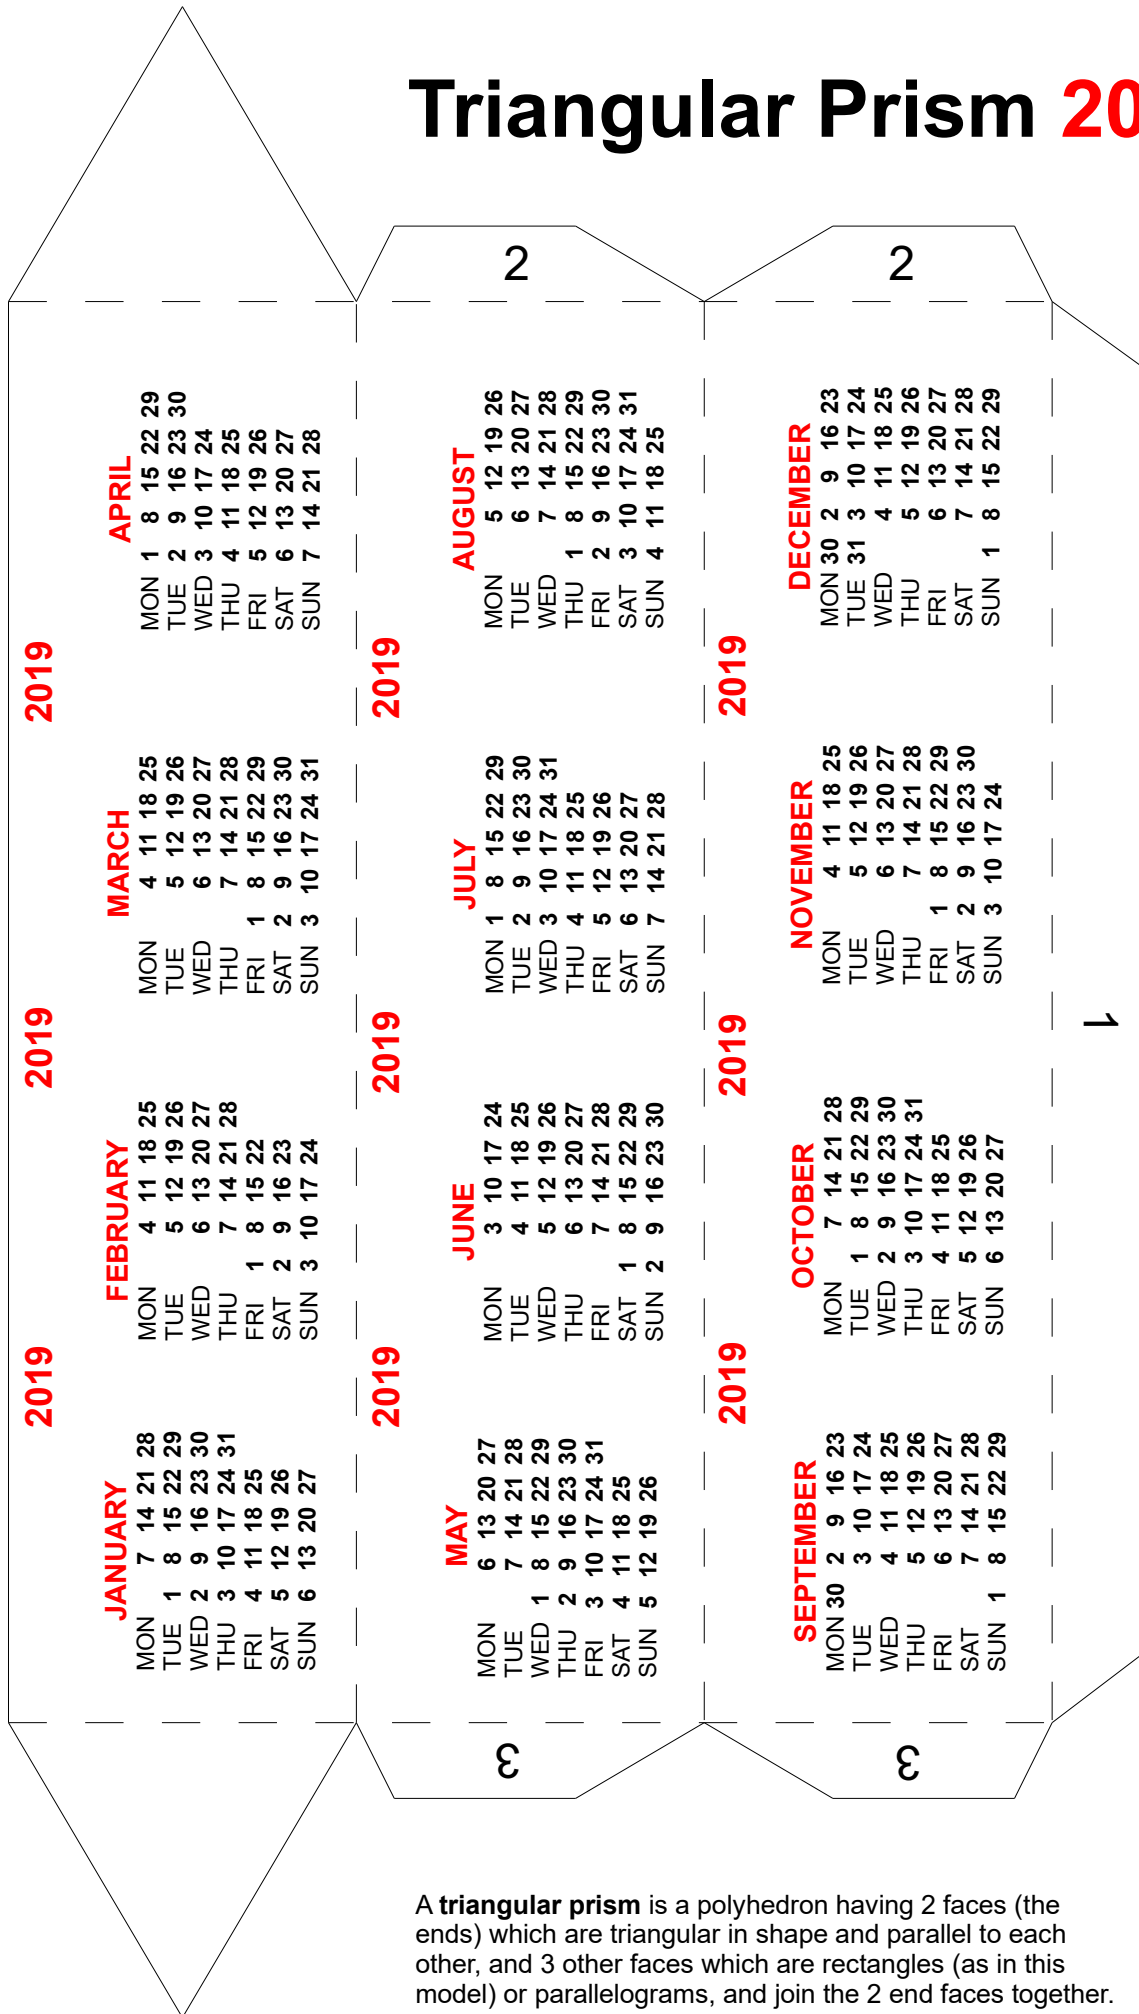 Triangular Prism 20
2
2
2019
2019
2019
APRIL
MON 1 8 15 22 29
TUE 2 9 16 23 30
WED 3 10 17 24
THU 4 11 18 25
FRI 5 12 19 26
SAT 6 13 20 27
SUN 7 14 21 28
MARCH
MON 4 11 18 25
TUE 5 12 19 26
WED 6 13 20 27
THU 7 14 21 28
FRI 1 8 15 22 29
SAT 2 9 16 23 30
SUN 3 10 17 24 31
FEBRUARY
MON 4 11 18 25
TUE 5 12 19 26
WED 6 13 20 27
THU 7 14 21 28
FRI 1 8 15 22
SAT 2 9 16 23
SUN 3 10 17 24
JANUARY
MON 7 14 21 28
TUE 1 8 15 22 29
WED 2 9 16 23 30
THU 3 10 17 24 31
FRI 4 11 18 25
SAT 5 12 19 26
SUN 6 13 20 27
2019
2019
2019
AUGUST
MON 5 12 19 26
TUE 6 13 20 27
WED 7 14 21 28
THU 1 8 15 22 29
FRI 2 9 16 23 30
SAT 3 10 17 24 31
SUN 4 11 18 25
JULY
MON 1 8 15 22 29
TUE 2 9 16 23 30
WED 3 10 17 24 31
THU 4 11 18 25
FRI 5 12 19 26
SAT 6 13 20 27
SUN 7 14 21 28
JUNE
MON 3 10 17 24
TUE 4 11 18 25
WED 5 12 19 26
THU 6 13 20 27
FRI 7 14 21 28
SAT 1 8 15 22 29
SUN 2 9 16 23 30
MAY
MON 6 13 20 27
TUE 7 14 21 28
WED 1 8 15 22 29
THU 2 9 16 23 30
FRI 3 10 17 24 31
SAT 4 11 18 25
SUN 5 12 19 26
2019
2019
2019
DECEMBER
MON 30 2 9 16 23
TUE 31 3 10 17 24
WED 4 11 18 25
THU 5 12 19 26
FRI 6 13 20 27
SAT 7 14 21 28
SUN 1 8 15 22 29
NOVEMBER
MON 4 11 18 25
TUE 5 12 19 26
WED 6 13 20 27
THU 7 14 21 28
FRI 1 8 15 22 29
SAT 2 9 16 23 30
SUN 3 10 17 24
OCTOBER
MON 7 14 21 28
TUE 1 8 15 22 29
WED 2 9 16 23 30
THU 3 10 17 24 31
FRI 4 11 18 25
SAT 5 12 19 26
SUN 6 13 20 27
SEPTEMBER
MON 30 2 9 16 23
TUE 3 10 17 24
WED 4 11 18 25
THU 5 12 19 26
FRI 6 13 20 27
SAT 7 14 21 28
SUN 1 8 15 22 29
1
3
3
A triangular prism is a polyhedron having 2 faces (the
ends) which are triangular in shape and parallel to each
other, and 3 other faces which are rectangles (as in this
model) or parallelograms, and join the 2 end faces together.